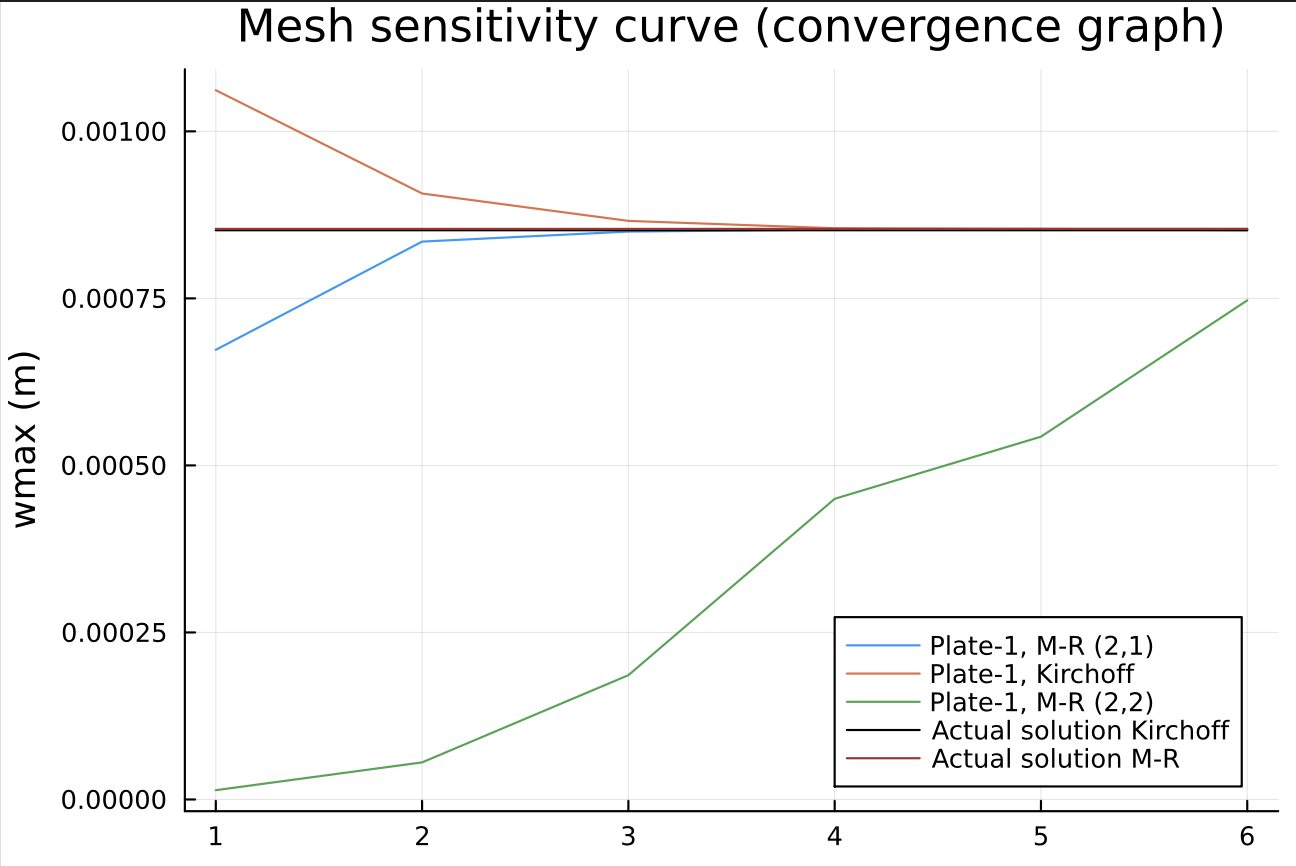 Mesh sensitivity curve (convergence graph)
wmax (m)
0.00100
0.00075
0.00050
0.00025
0.00000
1 2 3 4 5 6
Plate-1, M-R (2,1)
Plate-1, Kirchoff
Plate-1, M-R (2,2)
Actual solution Kirchoff
Actual solution M-R